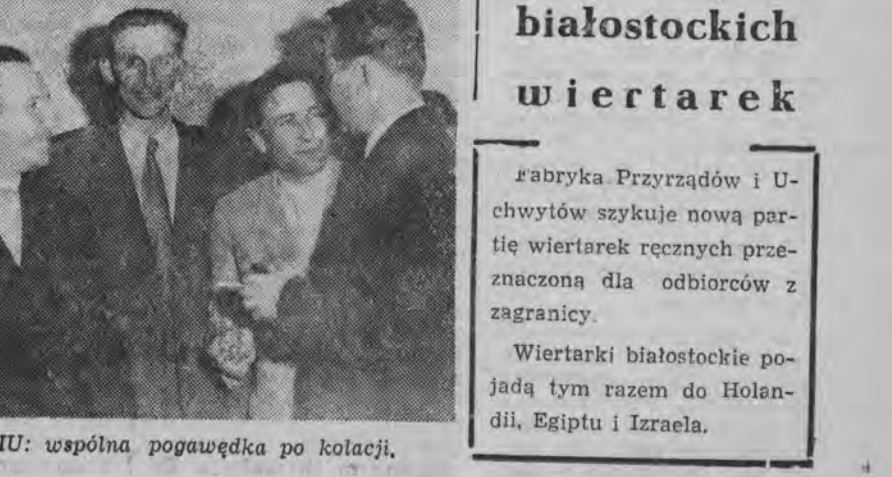 białostockich
wiertarek
Fabryka Przyrządów i U-
chwytów szykuje nową par-
tię wiertarek ręcznych prze-
znaczoną dla odbiorców z
zagranicy.
Wiertarki białostockie po-
jadą tym razem do Holan-
dii, Egiptu i Izraela.
IU: wspólna pogawędka po kolacji.